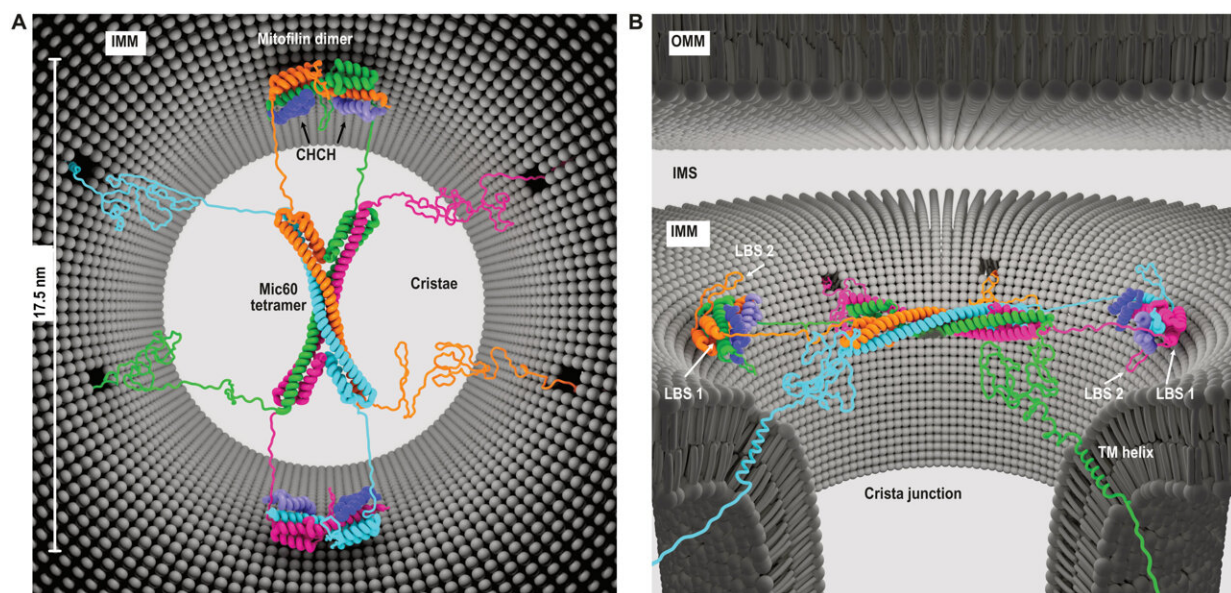 A
IMM
Mitofilin dimer
CHCH
17.5 nm
Mic60
tetramer
Cristae
B
OMM
IMS
IMM
LBS 2
LBS 1
LBS 2
LBS 1
TM helix
Crista junction